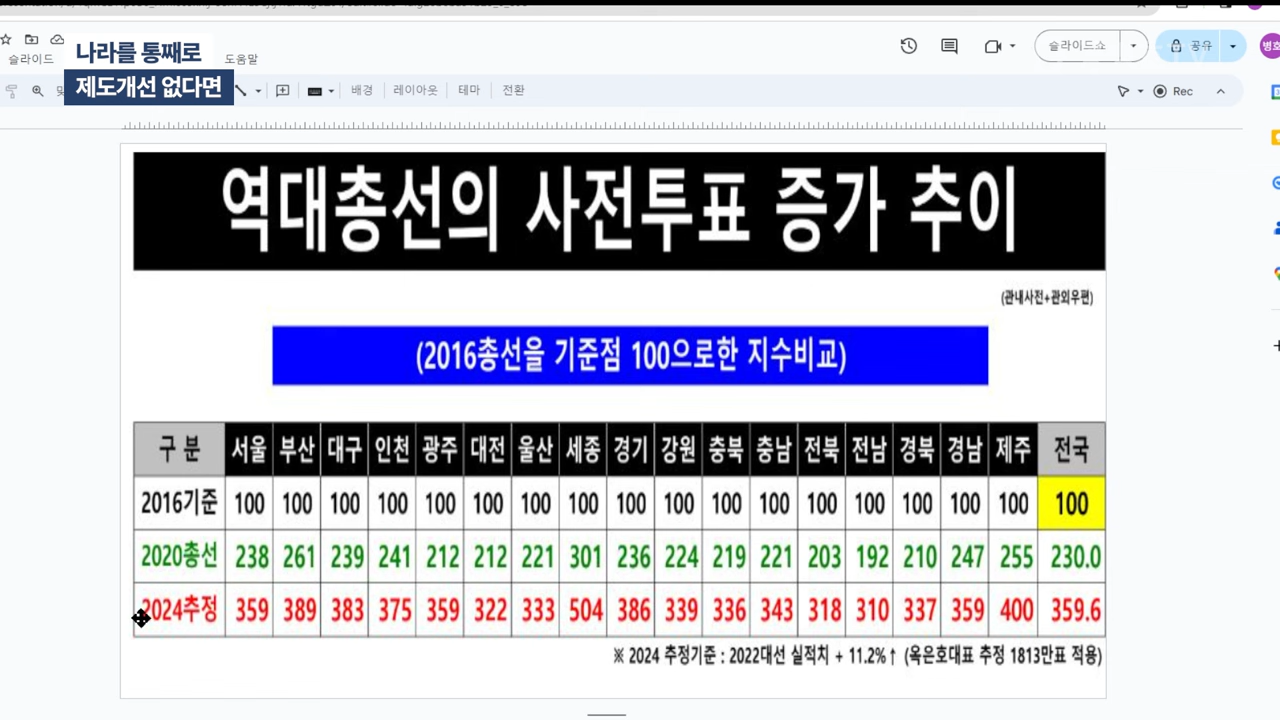 나라를 통째로
제도개선 없다면
슬라이드
도움말
슬라이드쇼
공유
병호
배경
레이아웃
테마
전환
Rec
역대총선의 사전투표 증가 추이
(관내사전+관외우편)
(2016총선을 기준점 100으로한 지수비교)
구 분 서울 부산 대구 인천 광주 대전 울산 세종 경기 강원 충북 충남 전북 전남 경북 경남 제주 전국
2016기준 100 100 100 100 100 100 100 100 100 100 100 100 100 100 100 100 100 100
2020총선 238 261 239 241 212 212 221 301 236 224 219 221 203 192 210 247 255 230.0
2024추정 359 389 383 375 359 322 333 504 386 339 336 343 318 310 337 359 400 359.6
※ 2024 추정기준 : 2022대선 실적치 + 11.2%↑ (옥은호대표 추정 1813만표 적용)